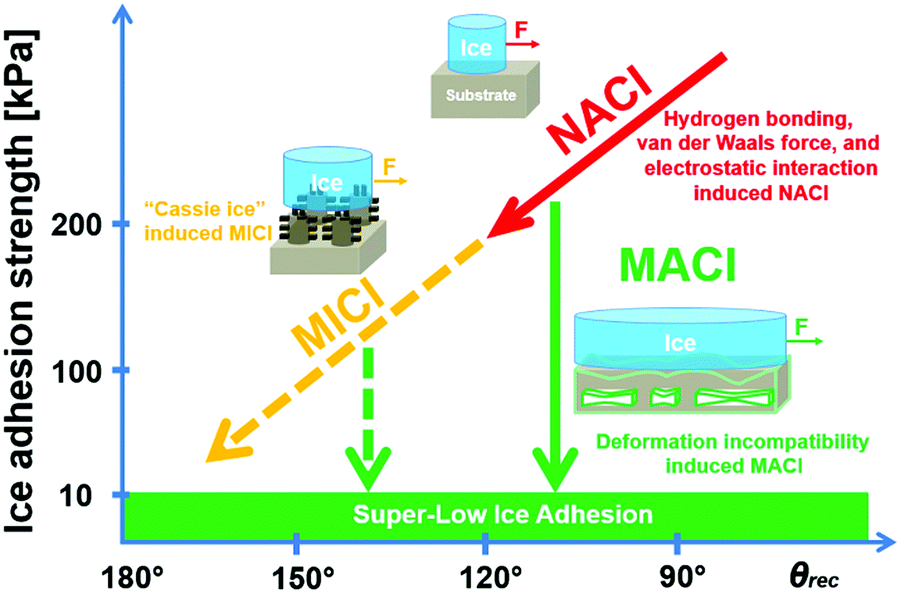 Ice adhesion strength [kPa]
200
100
10
180°
150°
120°
90°
θrec
Ice
F
Substrate
NACI
Hydrogen bonding,
van der Waals force, and
electrostatic interaction
induced NACI
Ice
F
“Cassie ice”
induced MICI
MICI
MACI
Ice
F
Deformation incompatibility
induced MACI
Super-Low Ice Adhesion